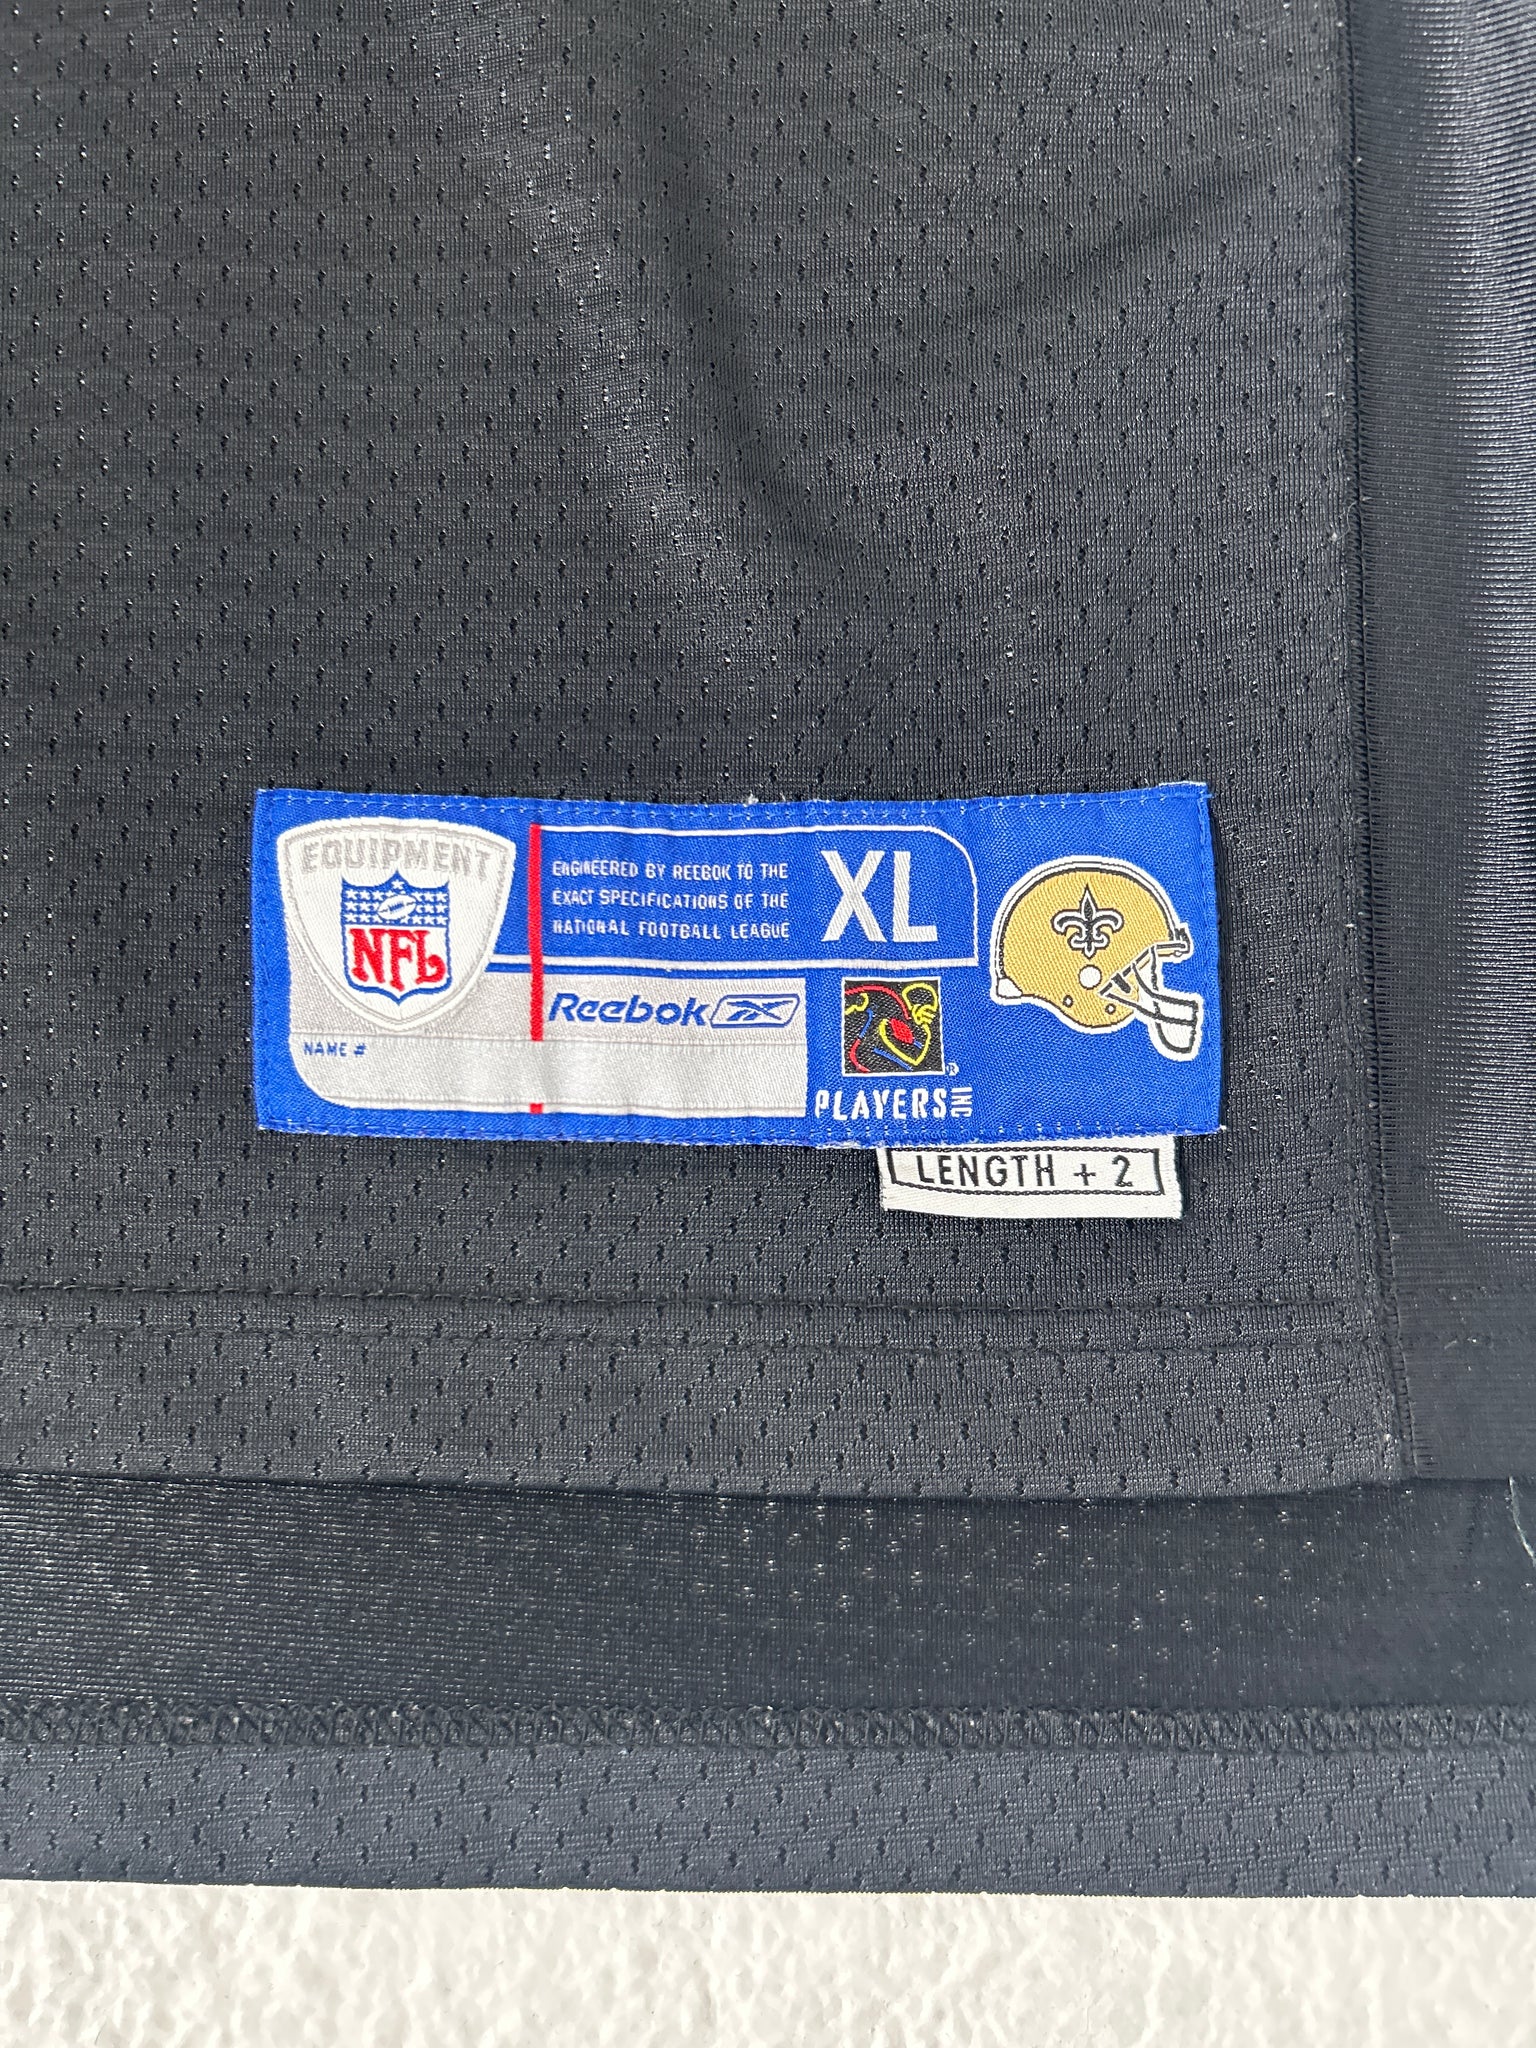 EQUIPMENT
NFL
ENGINEERED BY REEBOK TO THE
EXACT SPECIFICATIONS OF THE
NATIONAL FOOTBALL LEAGUE
XL
Reebok
NAME #
®
PLAYERS INC
LENGTH + 2